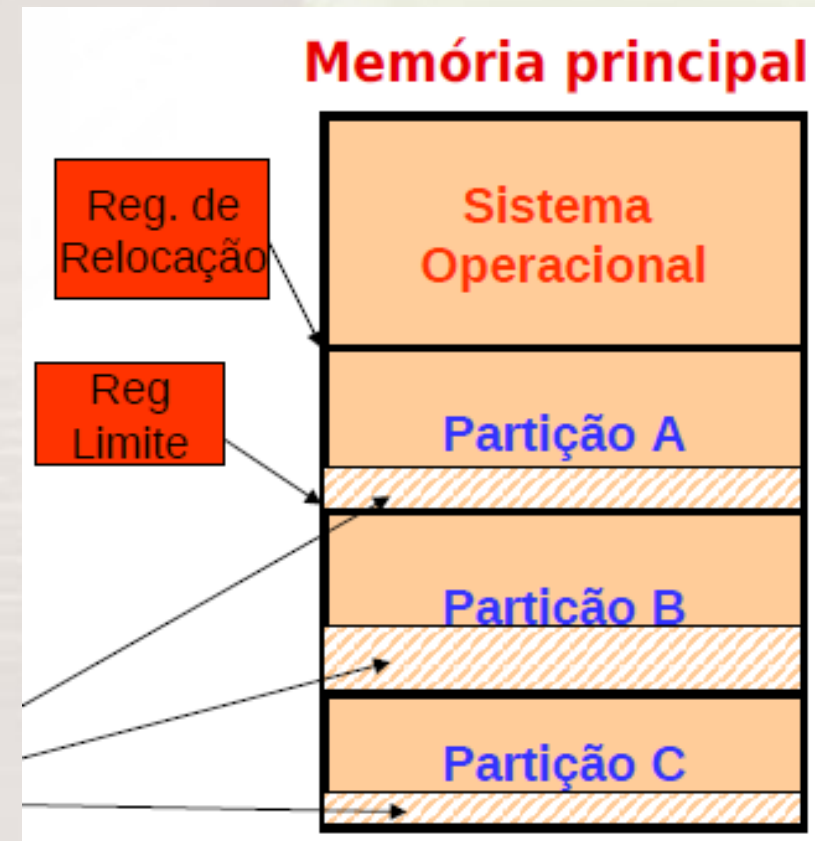 Memória principal
Reg. de
Relocação
Sistema
Operacional
Reg
Limite
Partição A
Partição B
Partição C